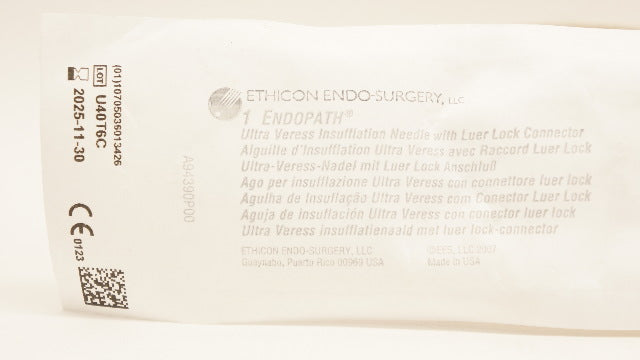 (01)10705036013426
LOT U40T6C
2025-11-30
CE 0123
A94390P00
ETHICON ENDO-SURGERY, LLC
1 ENDOPATH®
Ultra Veress Insufflation Needle with Luer Lock Connector
Aiguille d'Insufflation Ultra Veress avec Raccord Luer Lock
Ultra-Veress-Nadel mit Luer Lock Anschluß
Ago per insufflazione Ultra Veress con connettore luer lock
Agulha de Insuflação Ultra Veress com Conector Luer Lock
Aguja de insuflación Ultra Veress con conector luer lock
Ultra Veress insufflatienaald met luer lock-connector
ETHICON ENDO-SURGERY, LLC
Guaynabo, Puerto Rico 00969 USA
©EES, LLC 2007
Made in USA